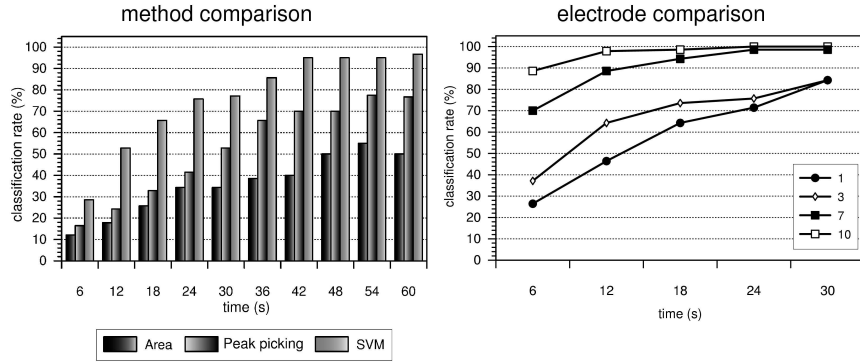 method comparison
classification rate (%)
100
90
80
70
60
50
40
30
20
10
0
6 12 18 24 30 36 42 48 54 60
time (s)
Area Peak picking SVM
electrode comparison
classification rate (%)
100
90
80
70
60
50
40
30
20
10
0
1
3
7
10
6 12 18 24 30
time (s)